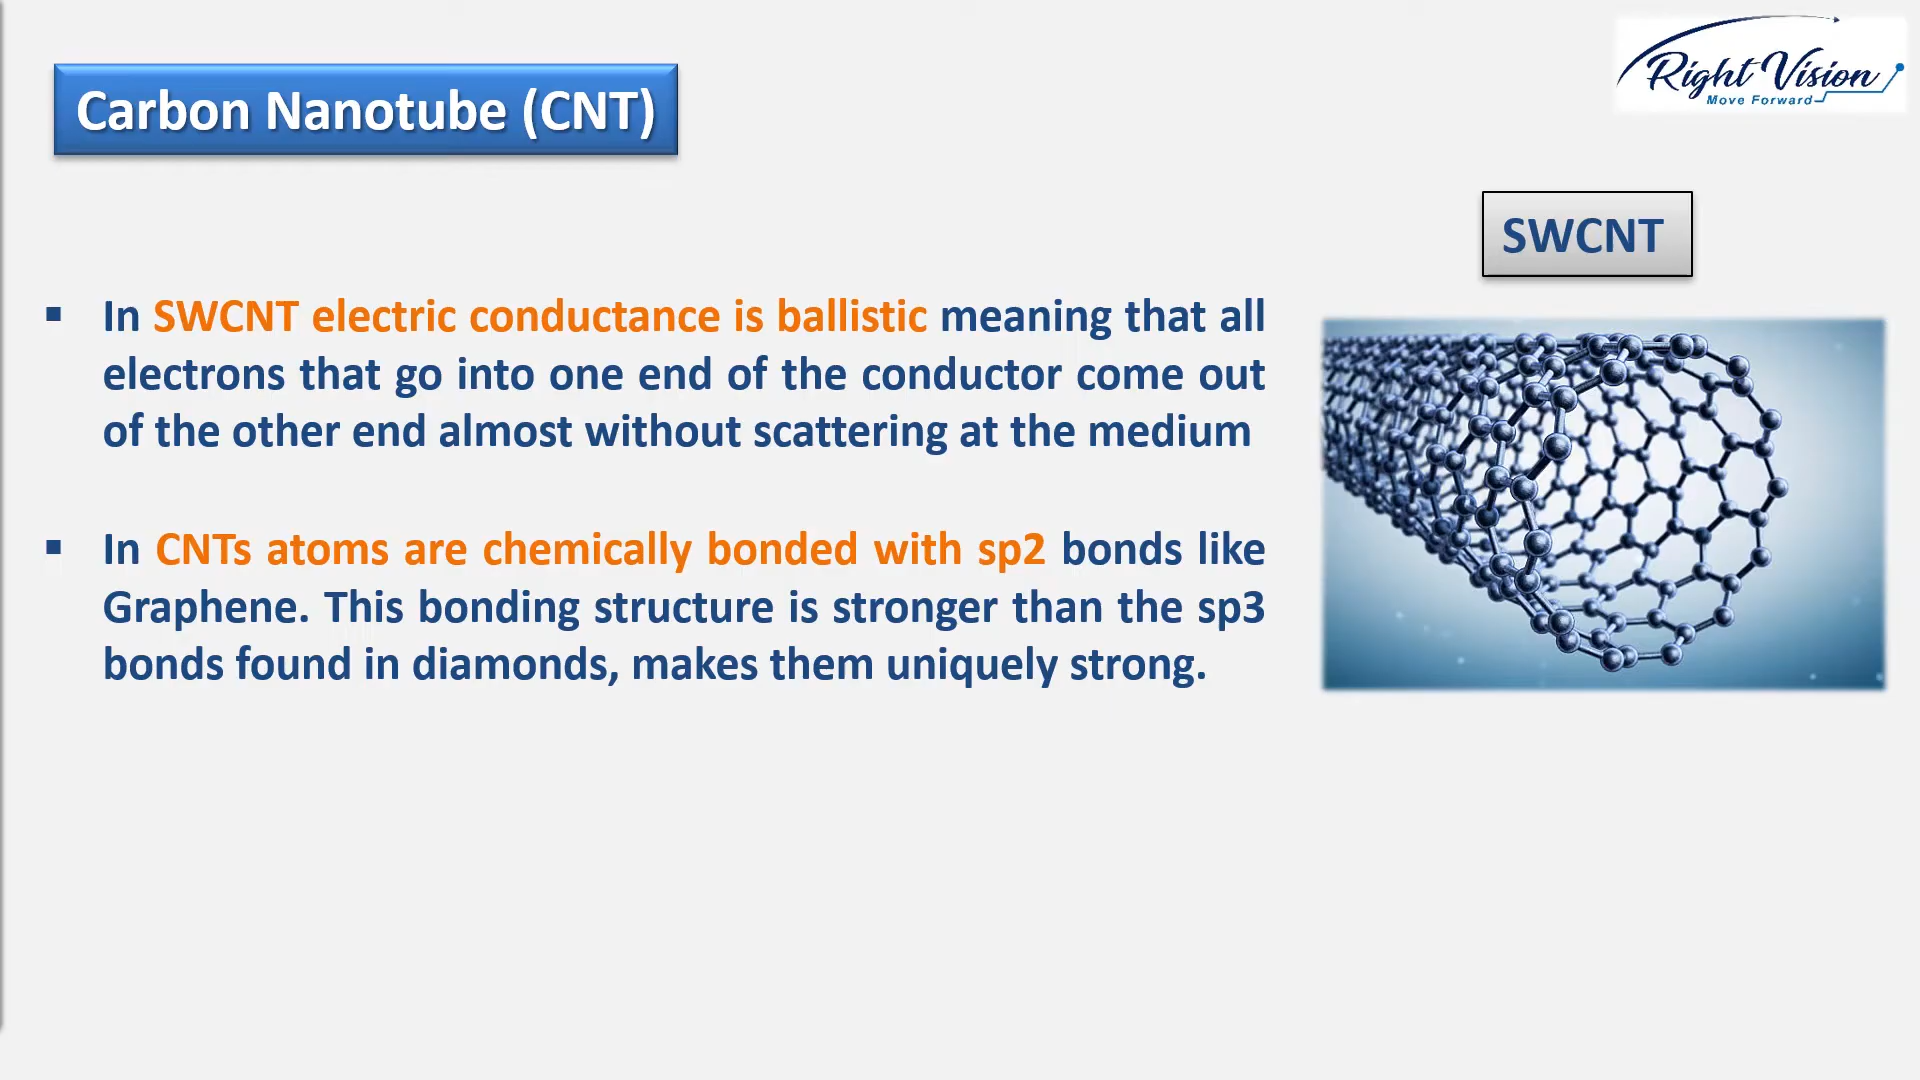 Right Vision
Move Forward
Carbon Nanotube (CNT)
SWCNT
▪ In SWCNT electric conductance is ballistic meaning that all
electrons that go into one end of the conductor come out
of the other end almost without scattering at the medium
▪ In CNTs atoms are chemically bonded with sp2 bonds like
Graphene. This bonding structure is stronger than the sp3
bonds found in diamonds, makes them uniquely strong.